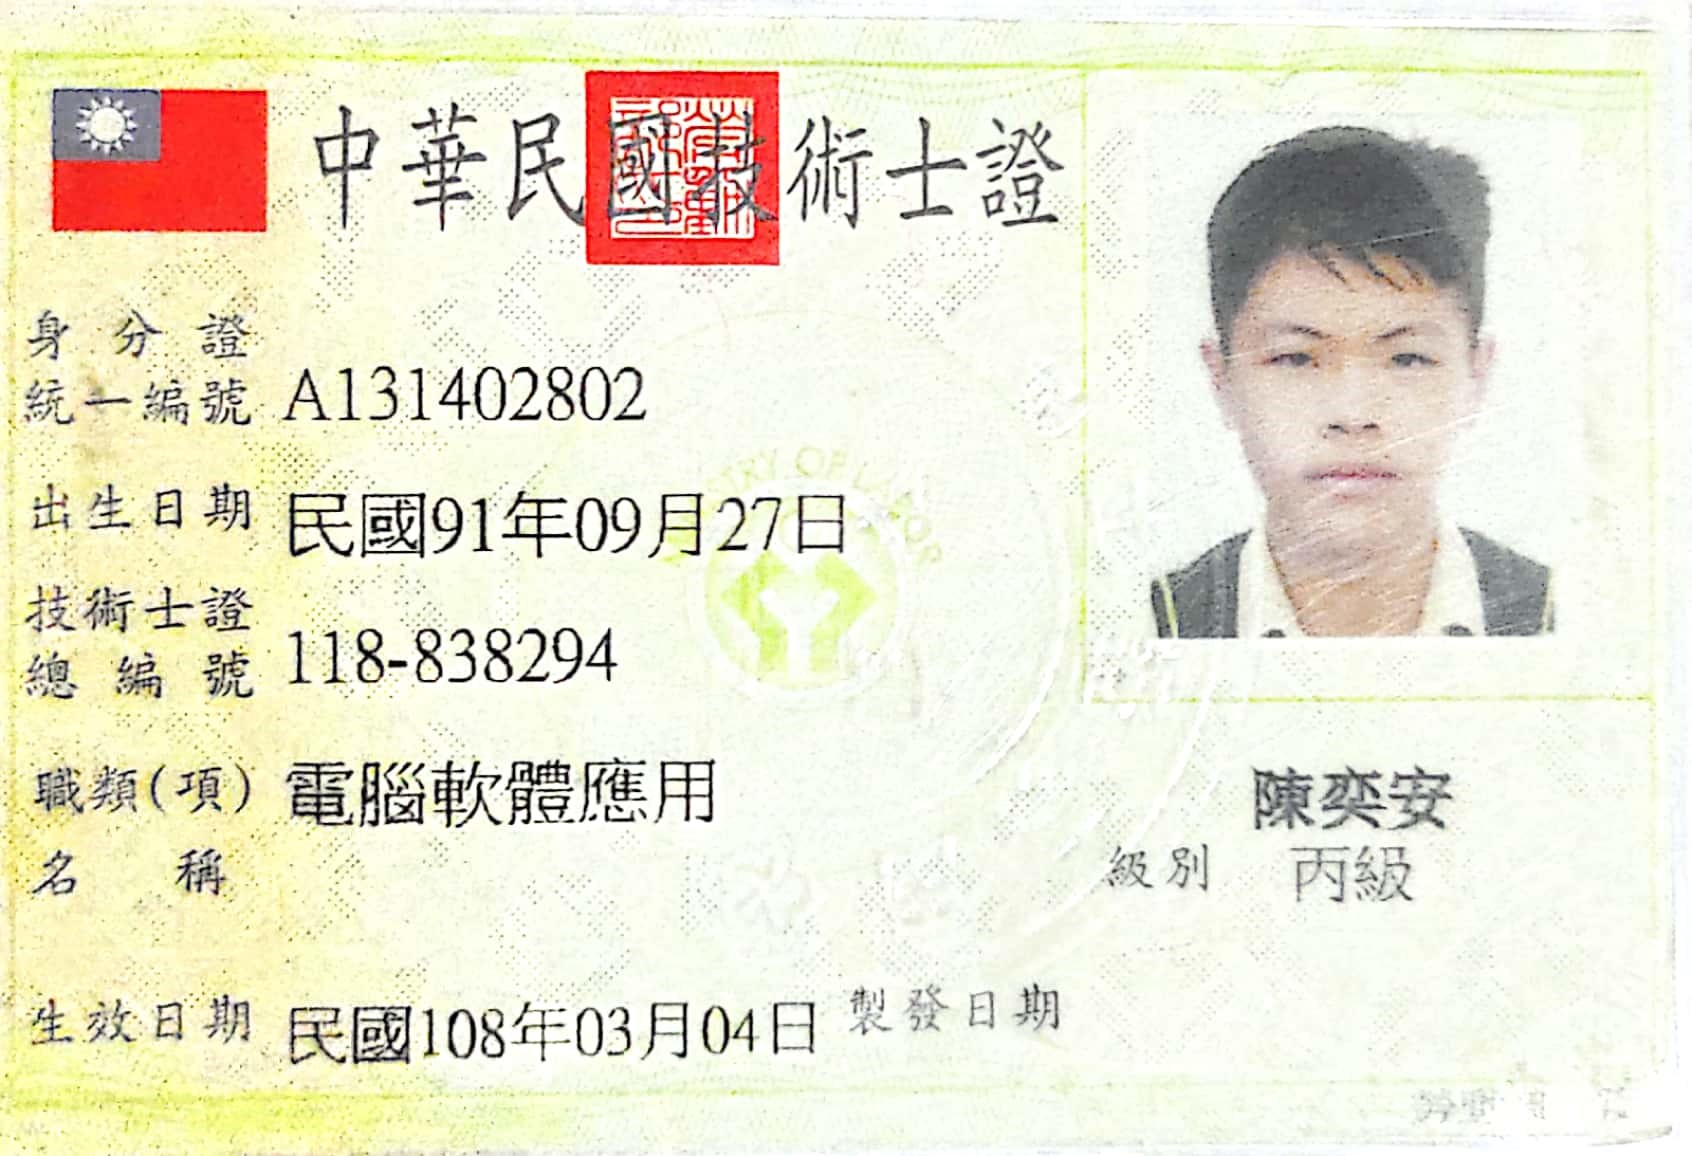 中華民國技術士證
身分證
統一編號 A131402802
出生日期 民國91年09月27日
技術士證
總編號 118-838294
職類(項) 電腦軟體應用
名稱
陳奕安
級別 丙級
生效日期 民國108年03月04日 製發日期